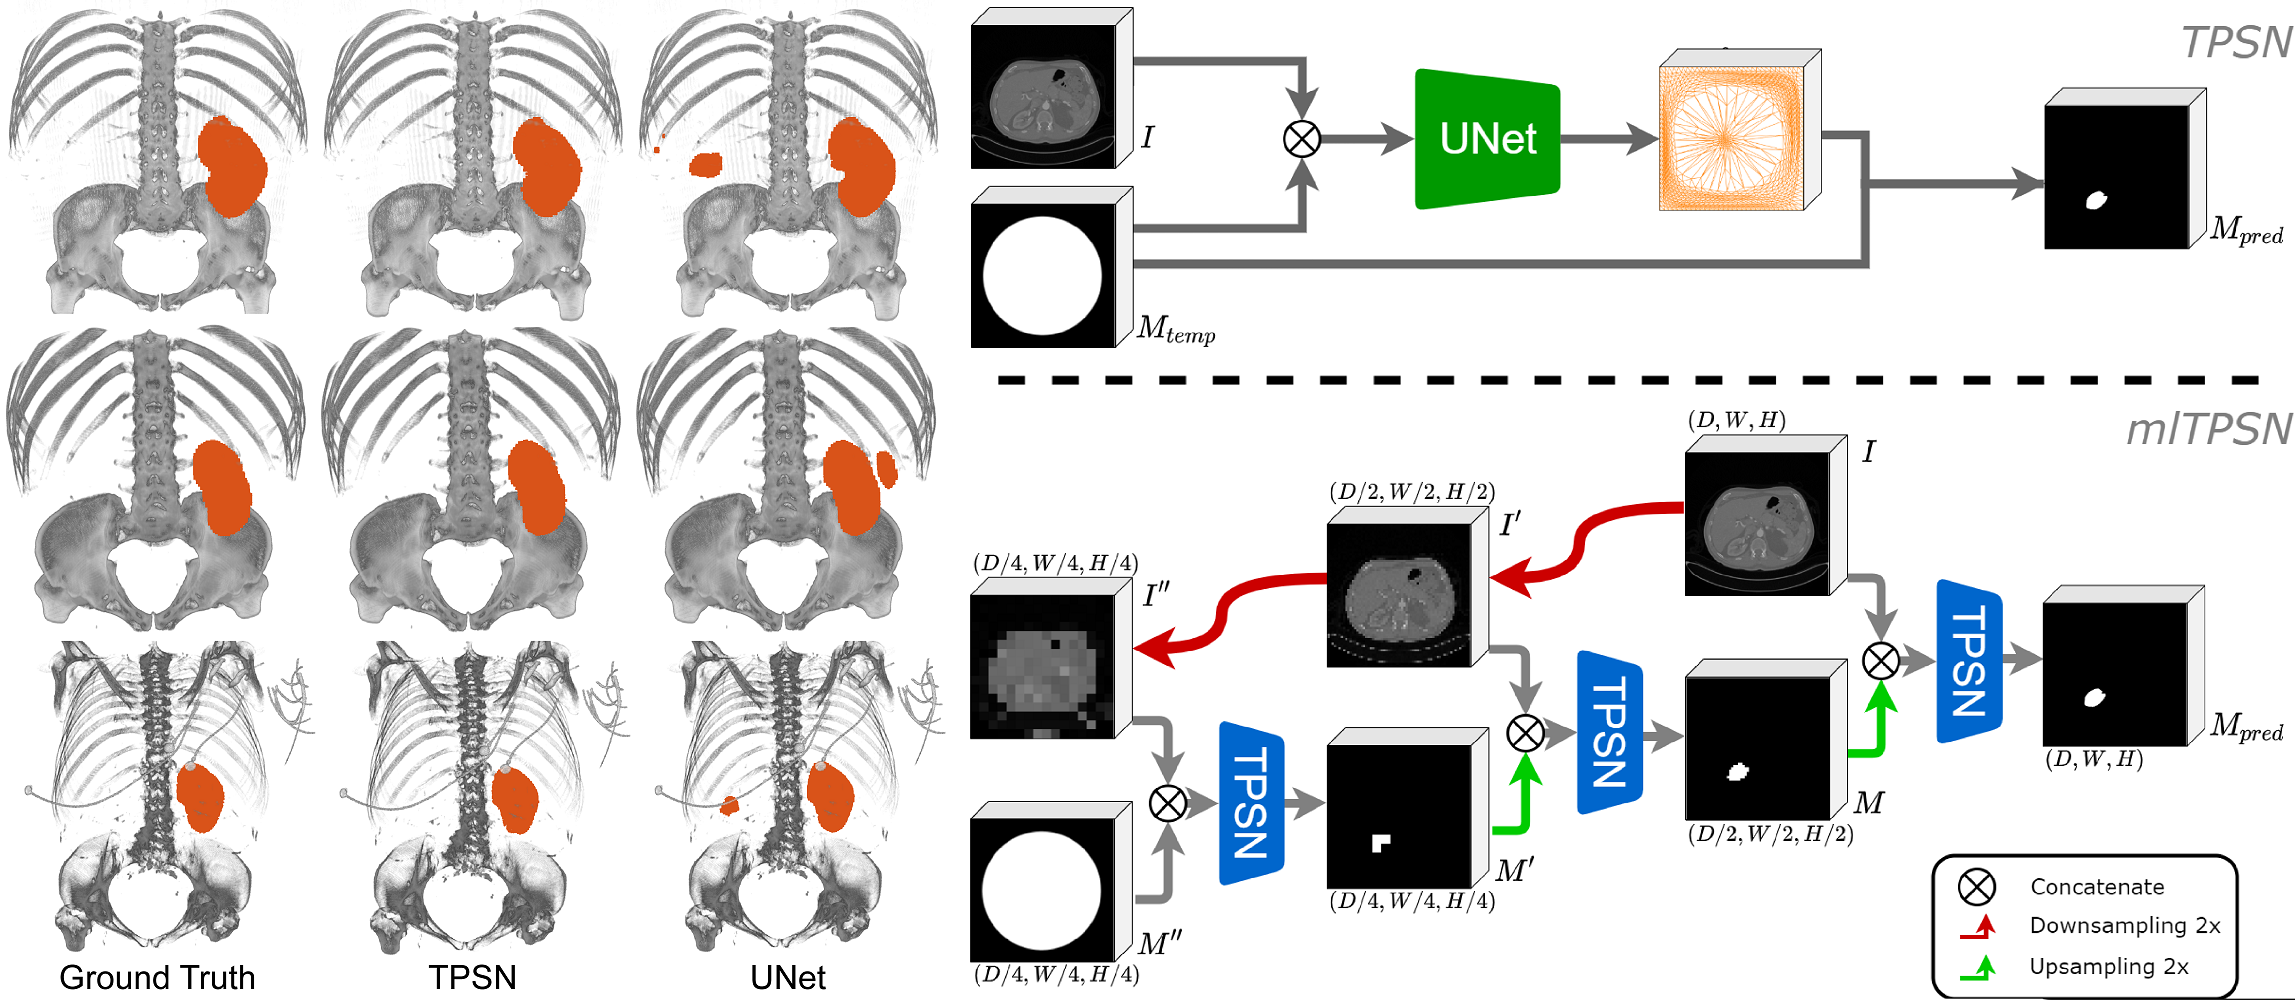 TPSN
I
UNet
M_{pred}
M_{temp}
mlTPSN
(D, W, H)
I
(D/2, W/2, H/2)
I′
(D/4, W/4, H/4)
I″
TPSN
TPSN
TPSN
M_{pred}
(D, W, H)
M
(D/2, W/2, H/2)
M′
(D/4, W/4, H/4)
M″
(D/4, W/4, H/4)
Concatenate
Downsampling 2x
Upsampling 2x
Ground Truth
TPSN
UNet